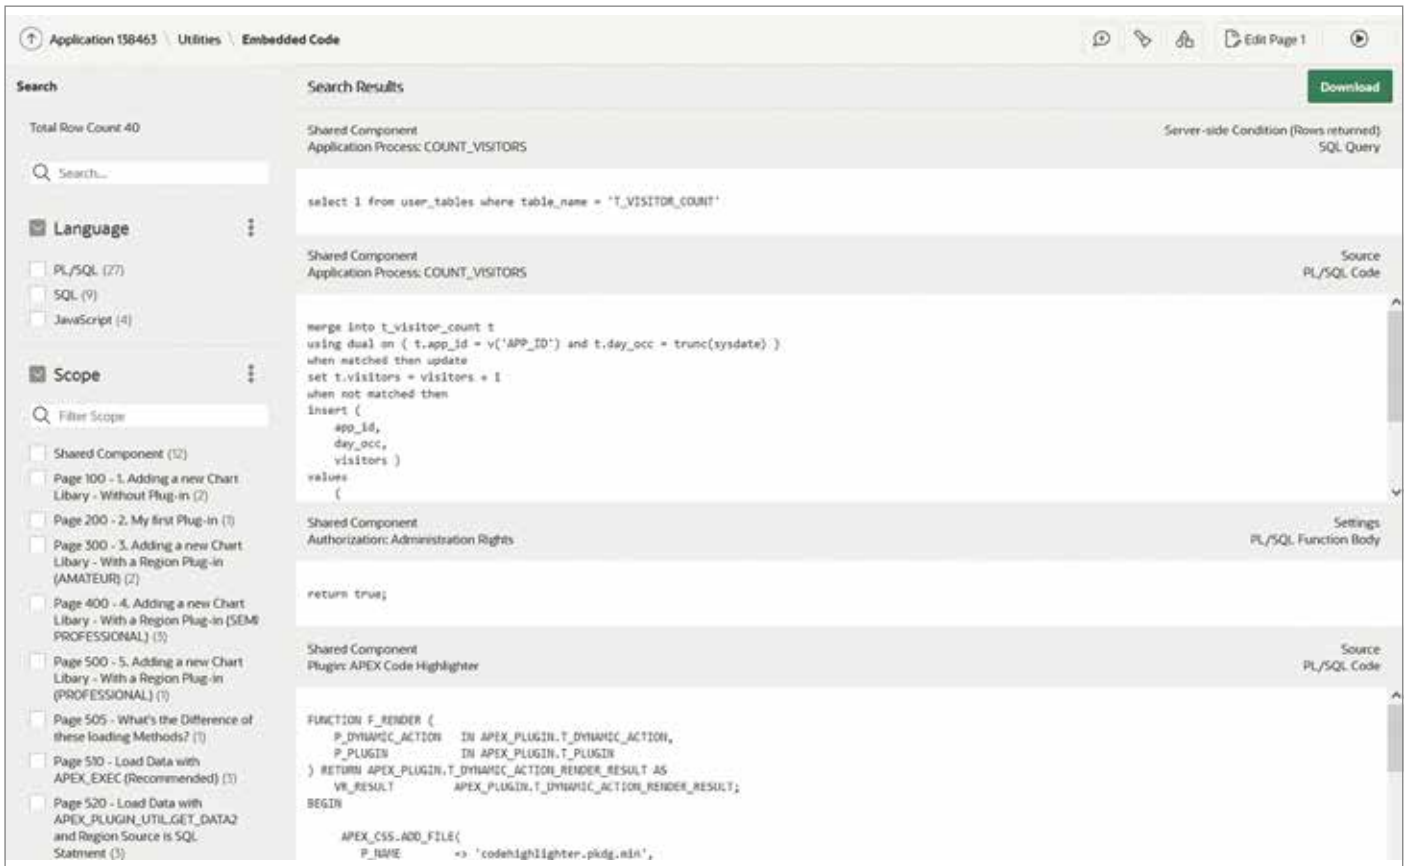 Application 138463 \ Utilities \ Embedded Code
Edit Page 1
Search
Total Row Count 40
Search...
Language
PL/SQL (27)
SQL (9)
JavaScript (4)
Scope
Filter Scope
Shared Component (12)
Page 100 - 1. Adding a new Chart
Libary - Without Plug-in (2)
Page 200 - 2. My first Plug-in (1)
Page 300 - 3. Adding a new Chart
Libary - With a Region Plug-in
(AMATEUR) (2)
Page 400 - 4. Adding a new Chart
Libary - With a Region Plug-in (SEMI
PROFESSIONAL) (3)
Page 500 - 5. Adding a new Chart
Libary - With a Region Plug-in
(PROFESSIONAL) (1)
Page 505 - What's the Difference of
these loading Methods? (1)
Page 510 - Load Data with
APEX_EXEC (Recommended) (1)
Page 520 - Load Data with
APEX_PLUGIN_UTIL.GET_DATA2
and Region Source is SQL
Statment (3)
Search Results
Download
Shared Component
Application Process: COUNT_VISITORS
Server-side Condition (Rows returned)
SQL Query
select 1 from user_tables where table_name = 'T_VISITOR_COUNT'
Shared Component
Application Process: COUNT_VISITORS
Source
PL/SQL Code
merge into t_visitor_count t
using dual on ( t.app_id = v('APP_ID') and t.day_occ = trunc(sysdate) )
when matched then update
set t.visitors = visitors + 1
when not matched then
insert (
app_id,
day_occ,
visitors )
values
(
Shared Component
Authorization: Administration Rights
Settings
PL/SQL Function Body
return true;
Shared Component
Plugin: APEX Code Highlighter
Source
PL/SQL Code
FUNCTION F_RENDER (
P_DYNAMIC_ACTION IN APEX_PLUGIN.T_DYNAMIC_ACTION,
P_PLUGIN IN APEX_PLUGIN.T_PLUGIN
) RETURN APEX_PLUGIN.T_DYNAMIC_ACTION_RENDER_RESULT AS
VR_RESULT APEX_PLUGIN.T_DYNAMIC_ACTION_RENDER_RESULT;
BEGIN
APEX_CSS.ADD_FILE(
P_NAME => 'codehighlighter.pkdg.min',